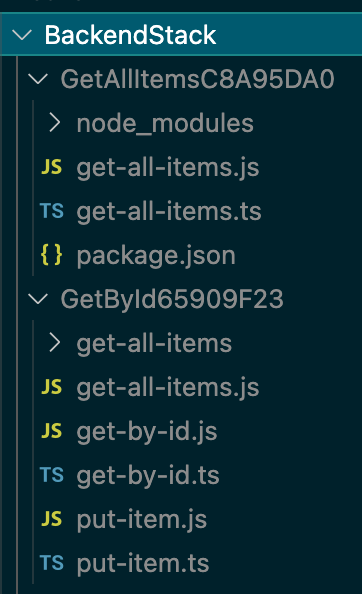 BackendStack
GetAllItemsC8A95DA0
node_modules
JS get-all-items.js
TS get-all-items.ts
{} package.json
GetById65909F23
get-all-items
JS get-all-items.js
JS get-by-id.js
TS get-by-id.ts
JS put-item.js
TS put-item.ts